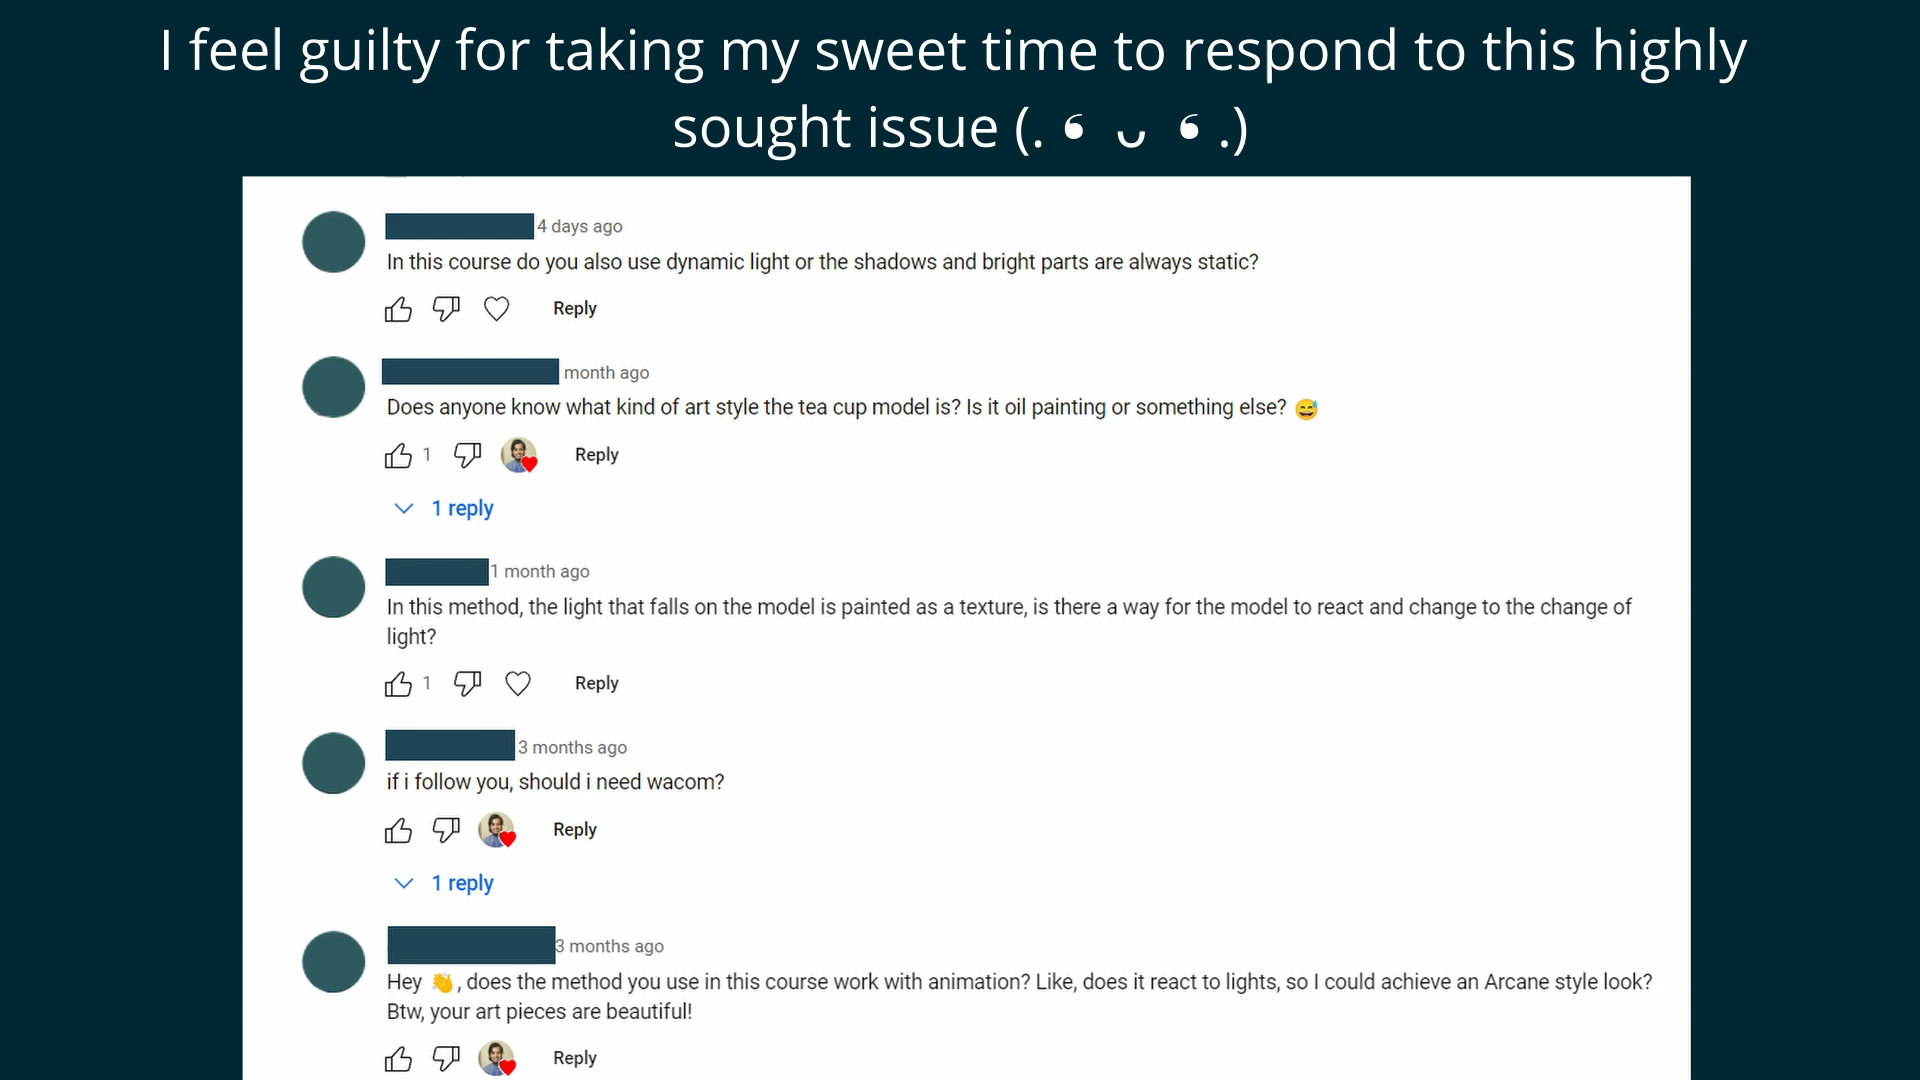 I feel guilty for taking my sweet time to respond to this highly
sought issue (. ❛ ᴗ ❛ .)
4 days ago
In this course do you also use dynamic light or the shadows and bright parts are always static?
Reply
month ago
Does anyone know what kind of art style the tea cup model is? Is it oil painting or something else? 😅
1 Reply
1 reply
1 month ago
In this method, the light that falls on the model is painted as a texture, is there a way for the model to react and change to the change of
light?
1 Reply
3 months ago
if i follow you, should i need wacom?
Reply
1 reply
3 months ago
Hey 👋, does the method you use in this course work with animation? Like, does it react to lights, so I could achieve an Arcane style look?
Btw, your art pieces are beautiful!
Reply